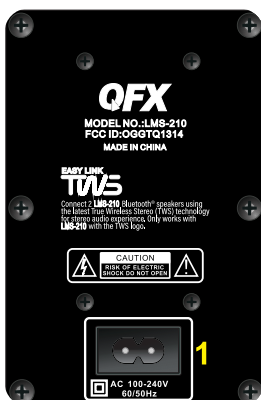 QFX
MODEL NO.:LMS-210
FCC ID:OGGTQ1314
MADE IN CHINA
EASY LINK
TWS
Connect 2 LMS-210 Bluetooth® speakers using
the latest True Wireless Stereo (TWS) technology
for stereo audio experience. Only works with
LMS-210 with the TWS logo.
CAUTION
RISK OF ELECTRIC
SHOCK DO NOT OPEN
1
AC 100-240V
60/50Hz